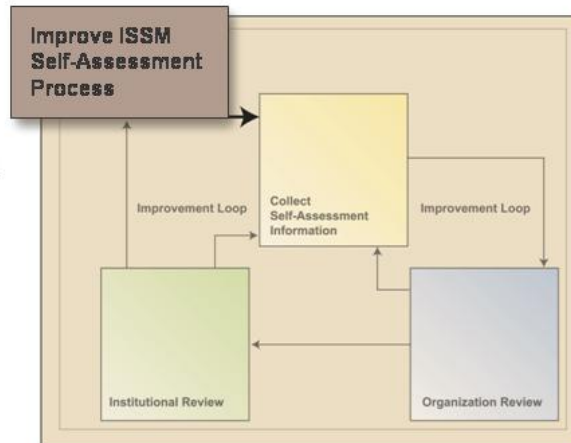 Improve ISSM
Self-Assessment
Process
Collect
Self-Assessment
Information
Improvement Loop
Improvement Loop
Institutional Review
Organization Review